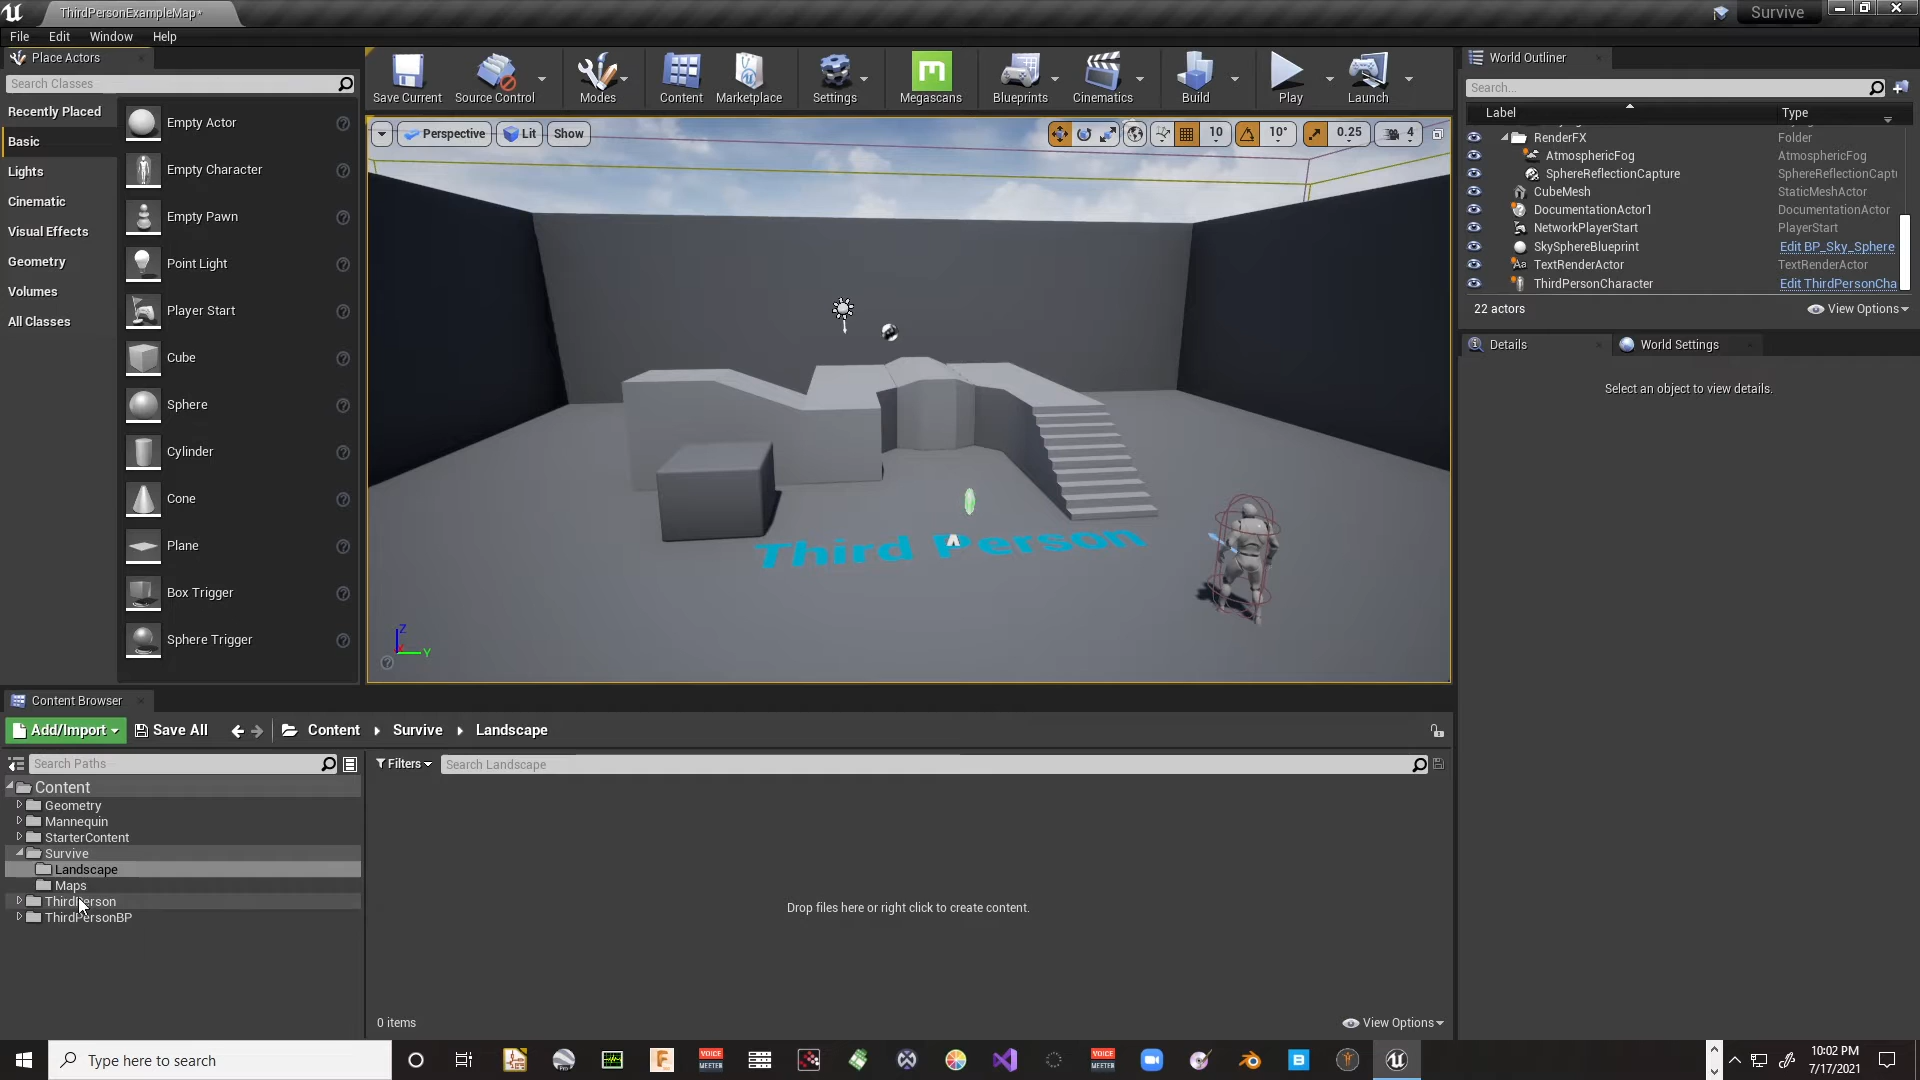 ThirdPersonExampleMap*
Survive
File Edit Window Help
Place Actors
Search Classes
Recently Placed
Basic
Lights
Cinematic
Visual Effects
Geometry
Volumes
All Classes
Empty Actor
Empty Character
Empty Pawn
Point Light
Player Start
Cube
Sphere
Cylinder
Cone
Plane
Box Trigger
Sphere Trigger
Save Current Source Control Modes Content Marketplace Settings Megascans Blueprints Cinematics Build Play Launch
Perspective Lit Show 10 10° 0.25 4
Third Person
Z
Y
World Outliner
Search...
Label Type
RenderFX Folder
AtmosphericFog AtmosphericFog
SphereReflectionCapture SphereReflectionCaptu
CubeMesh StaticMeshActor
DocumentationActor1 DocumentationActor
NetworkPlayerStart PlayerStart
SkySphereBlueprint Edit BP_Sky_Sphere
TextRenderActor TextRenderActor
ThirdPersonCharacter Edit ThirdPersonCha
22 actors View Options
Details World Settings
Select an object to view details.
Content Browser
Add/Import Save All Content Survive Landscape
Search Paths
Filters Search Landscape
Content
Geometry
Mannequin
StarterContent
Survive
Landscape
Maps
ThirdPerson
ThirdPersonBP
Drop files here or right click to create content.
0 items View Options
Type here to search
VOICE MEETER
VOICE MEETER
10:02 PM
7/17/2021